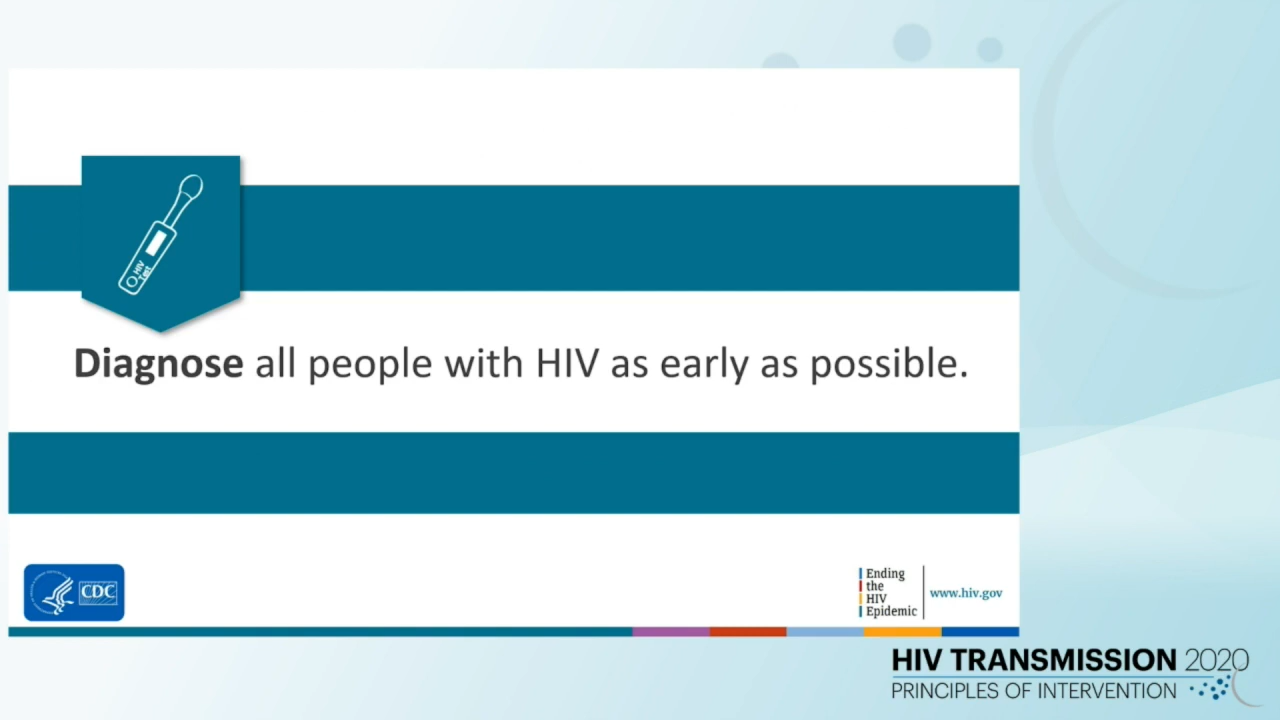 HIV
Test
Diagnose all people with HIV as early as possible.
CDC
Ending
the
HIV
Epidemic
www.hiv.gov
HIV TRANSMISSION 2020
PRINCIPLES OF INTERVENTION